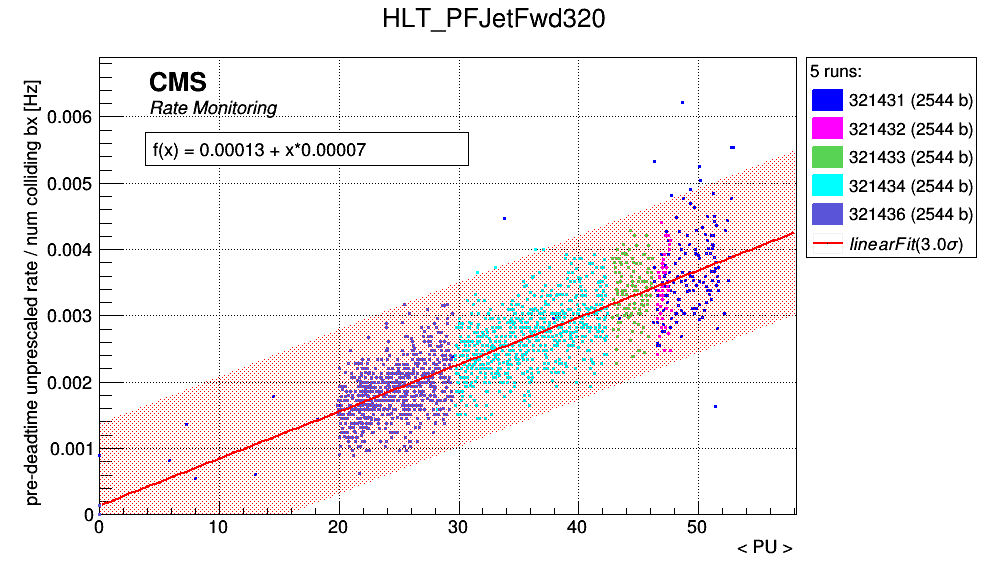 HLT_PFJetFwd320
pre-deadtime unprescaled rate / num colliding bx [Hz]
CMS
Rate Monitoring
f(x) = 0.00013 + x*0.00007
0.006
0.005
0.004
0.003
0.002
0.001
0
0 10 20 30 40 50
< PU >
5 runs:
321431 (2544 b)
321432 (2544 b)
321433 (2544 b)
321434 (2544 b)
321436 (2544 b)
linearFit(3.0σ)